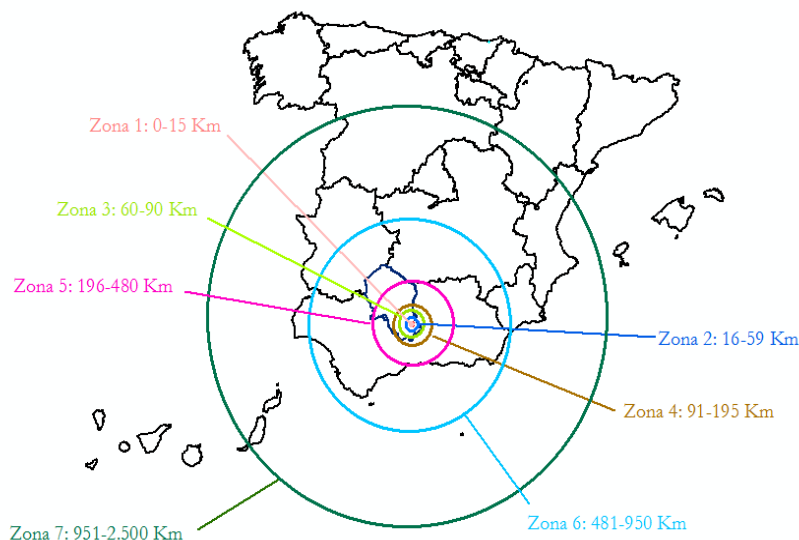 Zona 1: 0-15 Km
Zona 3: 60-90 Km
Zona 5: 196-480 Km
Zona 2: 16-59 Km
Zona 4: 91-195 Km
Zona 6: 481-950 Km
Zona 7: 951-2.500 Km